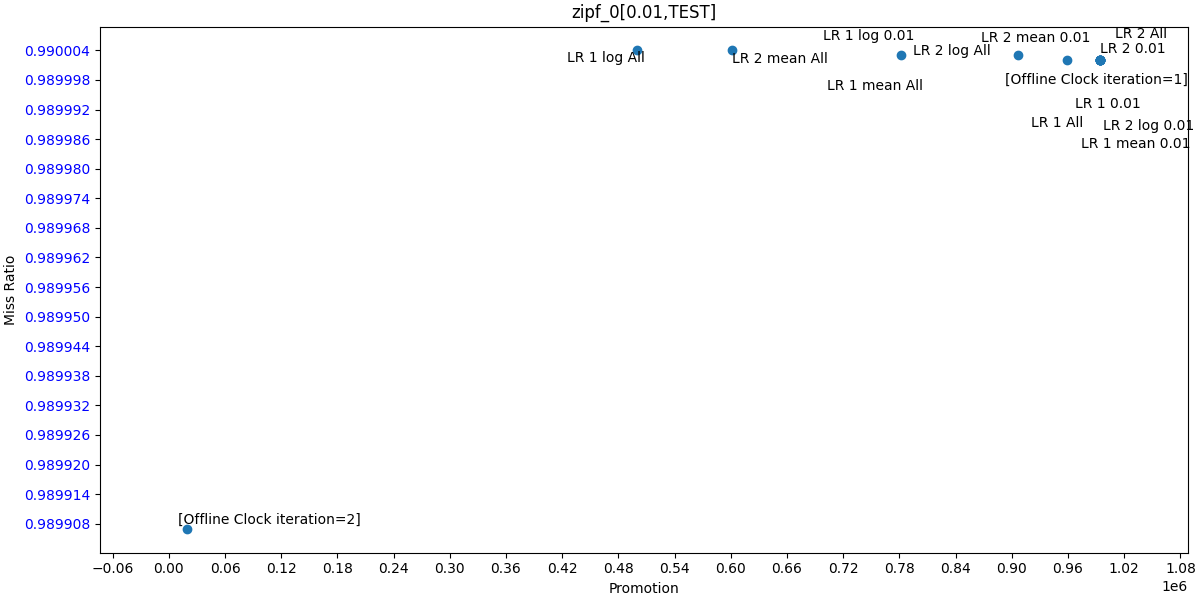 zipf_0[0.01,TEST]
Miss Ratio
0.990004
0.989998
0.989992
0.989986
0.989980
0.989974
0.989968
0.989962
0.989956
0.989950
0.989944
0.989938
0.989932
0.989926
0.989920
0.989914
0.989908
LR 1 log All
LR 2 mean All
LR 1 log 0.01
LR 1 mean All
LR 2 log All
LR 2 mean 0.01
LR 2 All
LR 2 0.01
[Offline Clock iteration=1]
LR 1 0.01
LR 1 All
LR 2 log 0.01
LR 1 mean 0.01
[Offline Clock iteration=2]
−0.06 0.00 0.06 0.12 0.18 0.24 0.30 0.36 0.42 0.48 0.54 0.60 0.66 0.72 0.78 0.84 0.90 0.96 1.02 1.08
1e6
Promotion